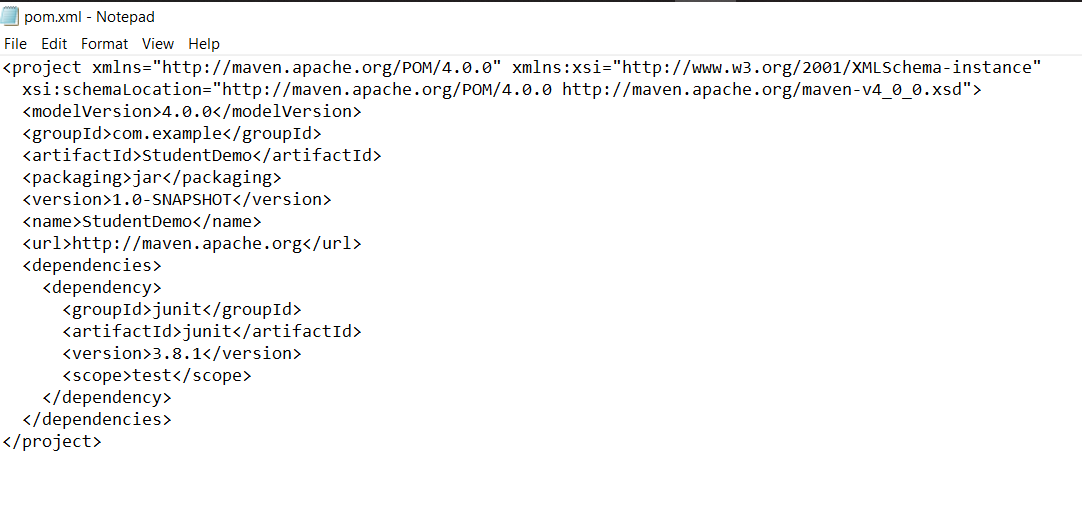 pom.xml - Notepad
File Edit Format View Help
<project xmlns="http://maven.apache.org/POM/4.0.0" xmlns:xsi="http://www.w3.org/2001/XMLSchema-instance"
  xsi:schemaLocation="http://maven.apache.org/POM/4.0.0 http://maven.apache.org/maven-v4_0_0.xsd">
  <modelVersion>4.0.0</modelVersion>
  <groupId>com.example</groupId>
  <artifactId>StudentDemo</artifactId>
  <packaging>jar</packaging>
  <version>1.0-SNAPSHOT</version>
  <name>StudentDemo</name>
  <url>http://maven.apache.org</url>
  <dependencies>
    <dependency>
      <groupId>junit</groupId>
      <artifactId>junit</artifactId>
      <version>3.8.1</version>
      <scope>test</scope>
    </dependency>
  </dependencies>
</project>